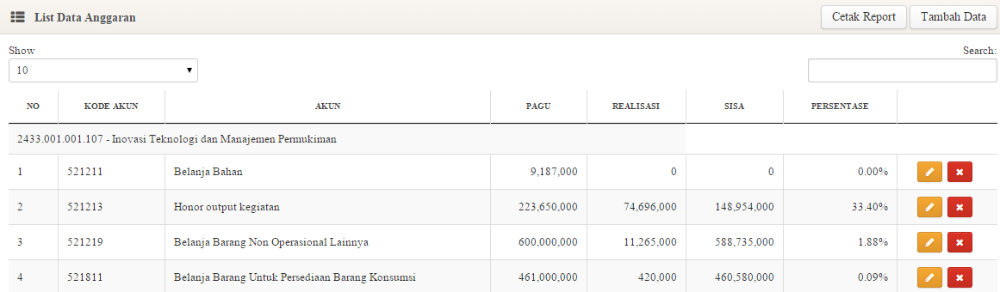 List Data Anggaran
Cetak Report
Tambah Data
Show
Search:
10
NO KODE AKUN AKUN PAGU REALISASI SISA PERSENTASE
2433.001.001.107 - Inovasi Teknologi dan Manajemen Permukiman
1 521211 Belanja Bahan 9,187,000 0 0 0.00%
2 521213 Honor output kegiatan 223,650,000 74,696,000 148,954,000 33.40%
3 521219 Belanja Barang Non Operasional Lainnya 600,000,000 11,265,000 588,735,000 1.88%
4 521811 Belanja Barang Untuk Persediaan Barang Konsumsi 461,000,000 420,000 460,580,000 0.09%